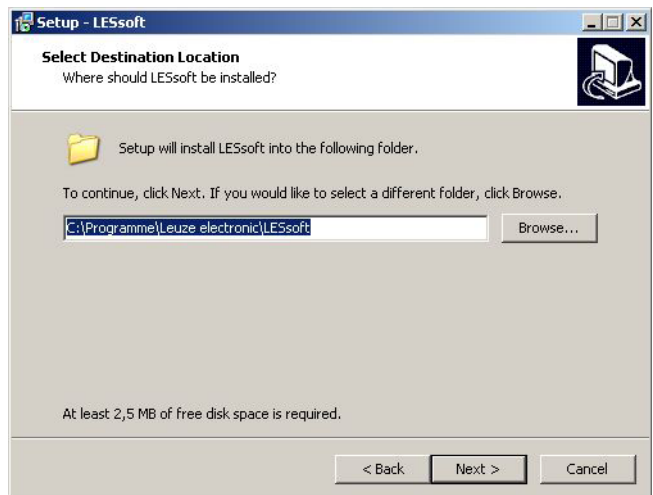 Setup - LESsoft
Select Destination Location
Where should LESsoft be installed?
Setup will install LESsoft into the following folder.
To continue, click Next. If you would like to select a different folder, click Browse.
C:\Programme\Leuze electronic\LESsoft
Browse...
At least 2,5 MB of free disk space is required.
< Back
Next >
Cancel